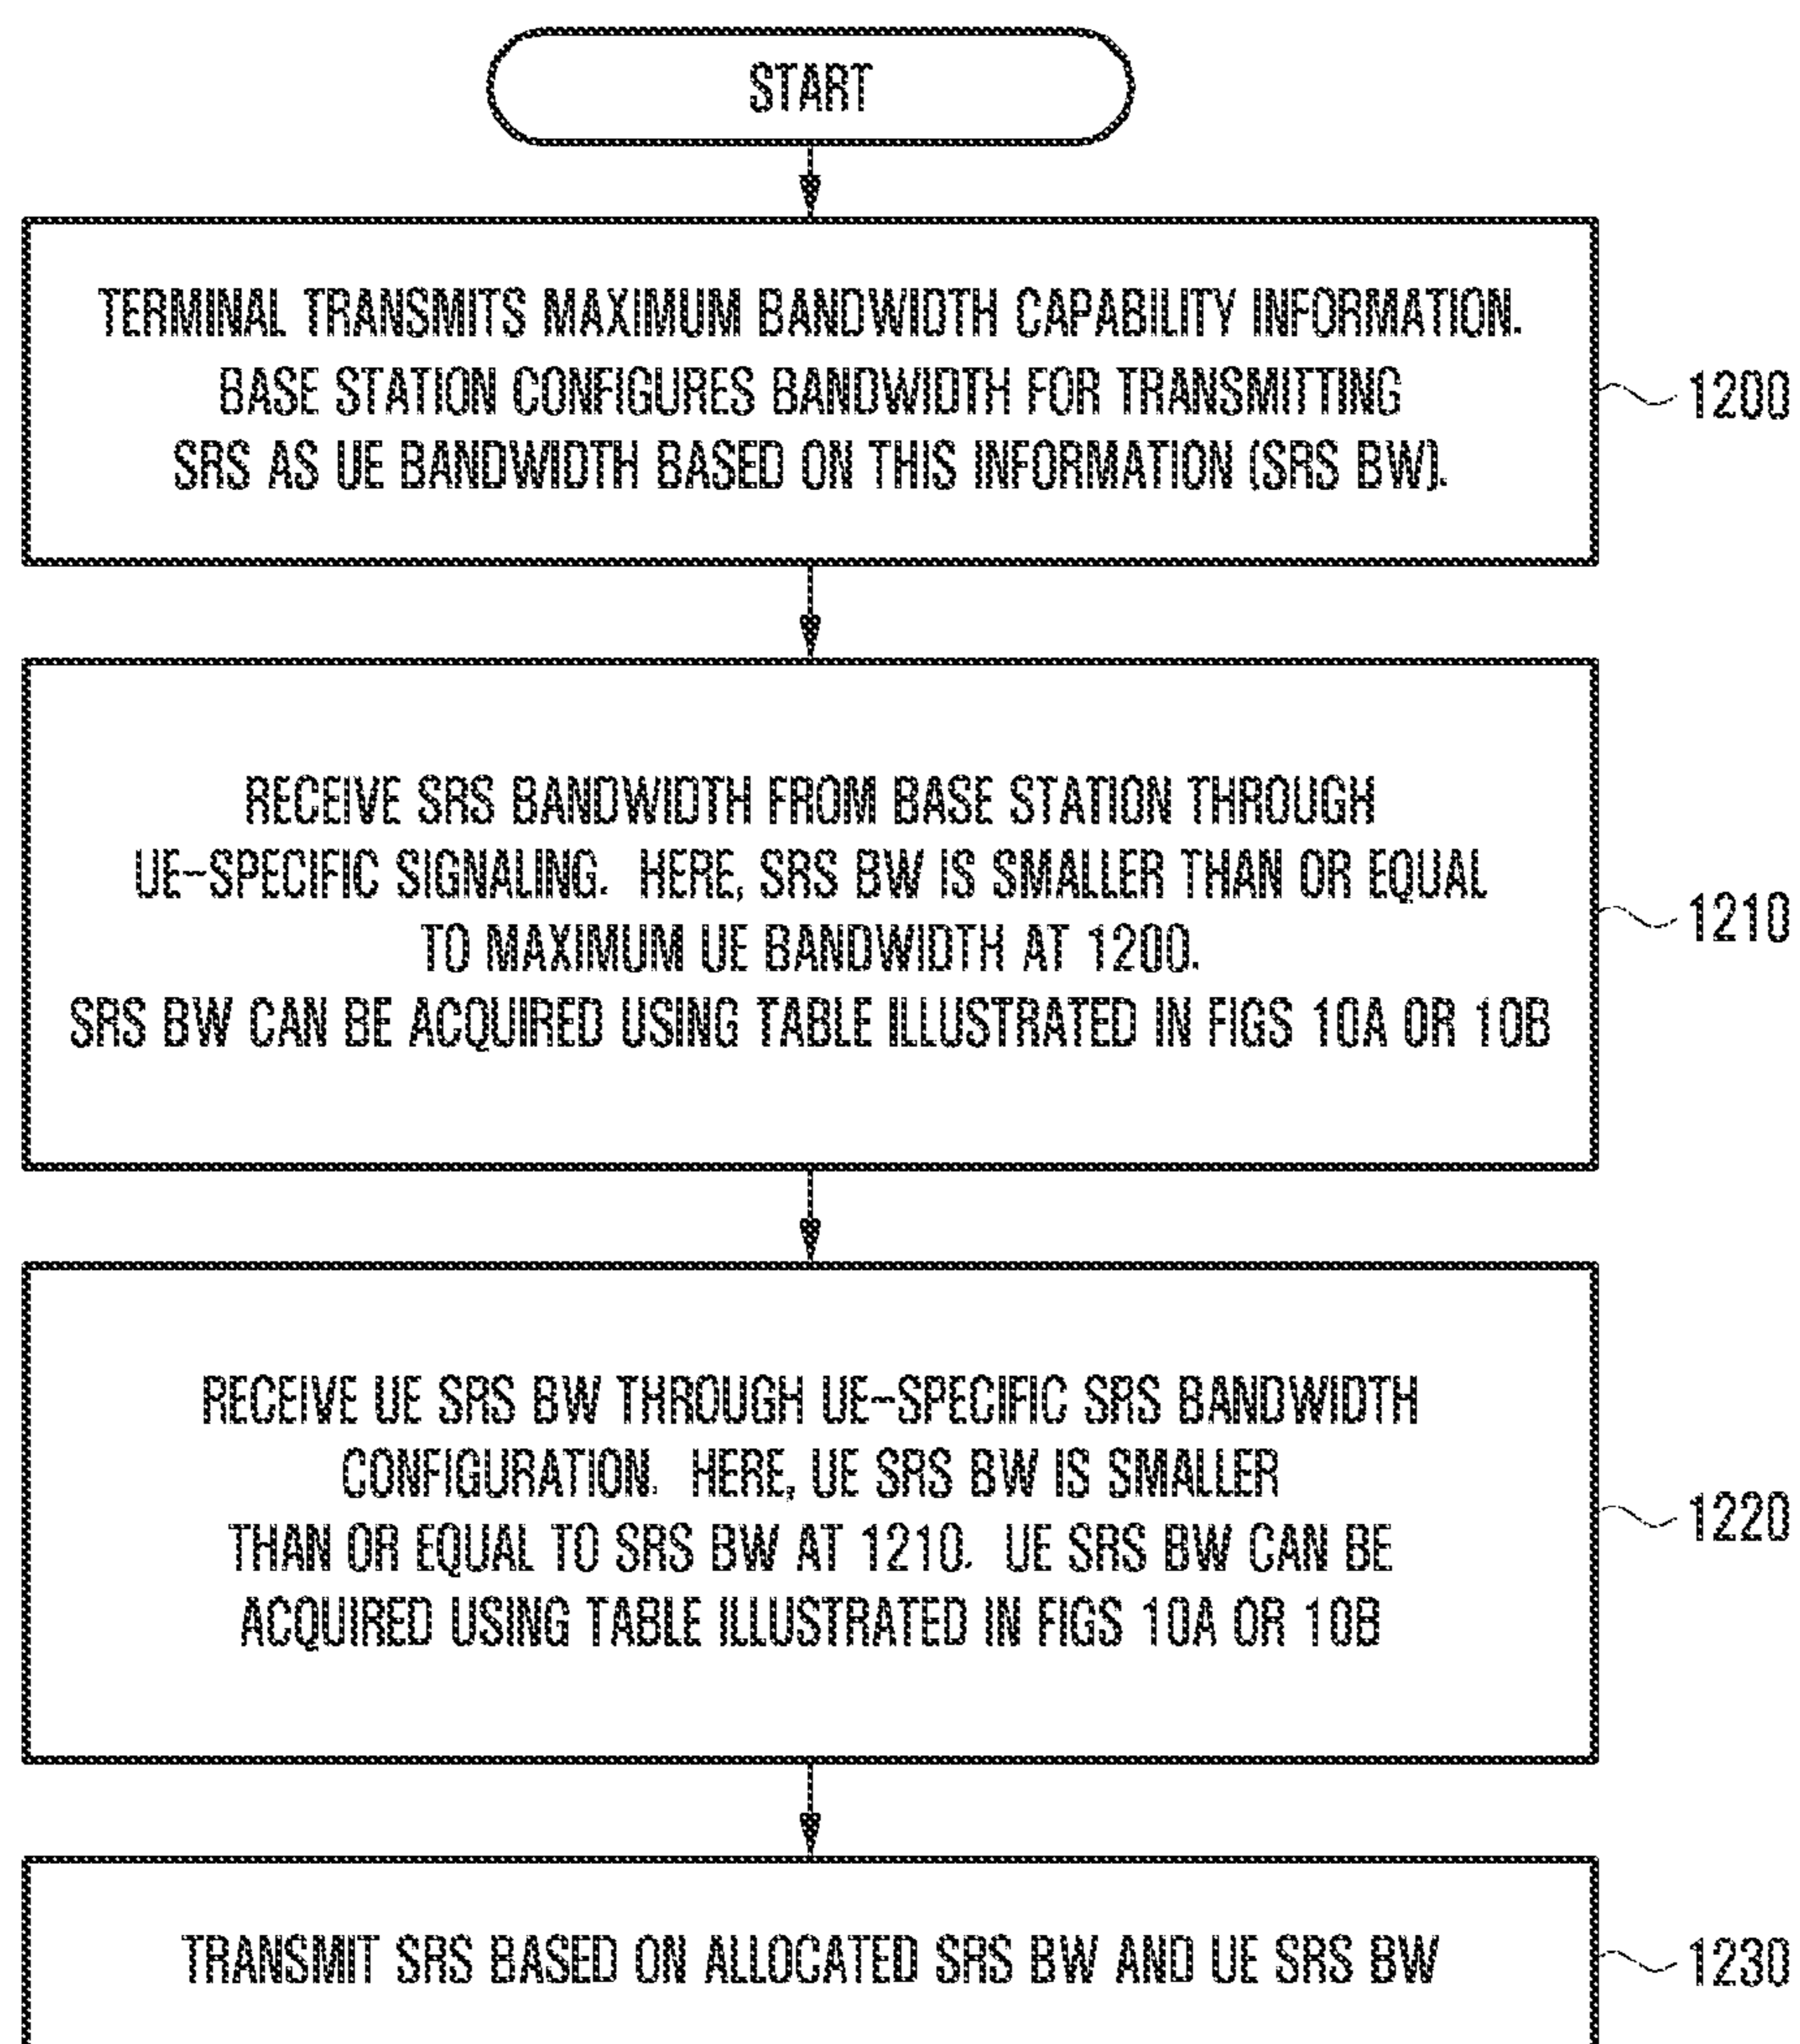 START
TERMINAL TRANSMITS MAXIMUM BANDWIDTH CAPABILITY INFORMATION.
BASE STATION CONFIGURES BANDWIDTH FOR TRANSMITTING
SRS AS UE BANDWIDTH BASED ON THIS INFORMATION (SRS BW).
1200
RECEIVE SRS BANDWIDTH FROM BASE STATION THROUGH
UE-SPECIFIC SIGNALING. HERE, SRS BW IS SMALLER THAN OR EQUAL
TO MAXIMUM UE BANDWIDTH AT 1200.
SRS BW CAN BE ACQUIRED USING TABLE ILLUSTRATED IN FIGS 10A OR 10B
1210
RECEIVE UE SRS BW THROUGH UE-SPECIFIC SRS BANDWIDTH
CONFIGURATION. HERE, UE SRS BW IS SMALLER
THAN OR EQUAL TO SRS BW AT 1210. UE SRS BW CAN BE
ACQUIRED USING TABLE ILLUSTRATED IN FIGS 10A OR 10B
1220
TRANSMIT SRS BASED ON ALLOCATED SRS BW AND UE SRS BW
1230